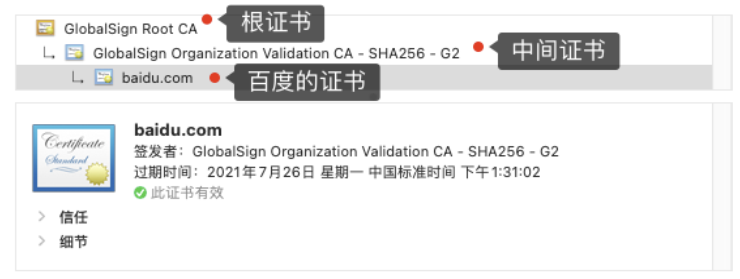 GlobalSign Root CA
根证书
GlobalSign Organization Validation CA - SHA256 - G2
中间证书
baidu.com
百度的证书
Certificate
Standard
baidu.com
签发者：GlobalSign Organization Validation CA - SHA256 - G2
过期时间：2021年7月26日 星期一 中国标准时间 下午1:31:02
此证书有效
信任
细节